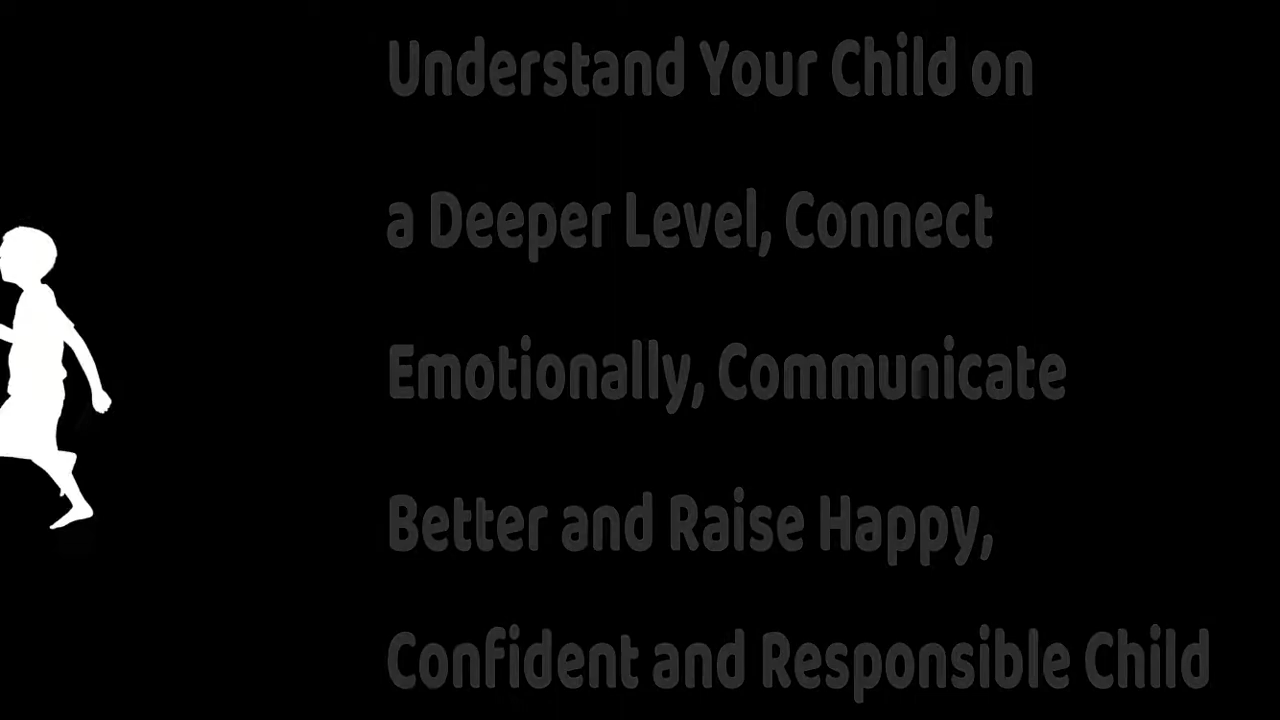 Understand Your Child on
a Deeper Level, Connect
Emotionally, Communicate
Better and Raise Happy,
Confident and Responsible Child